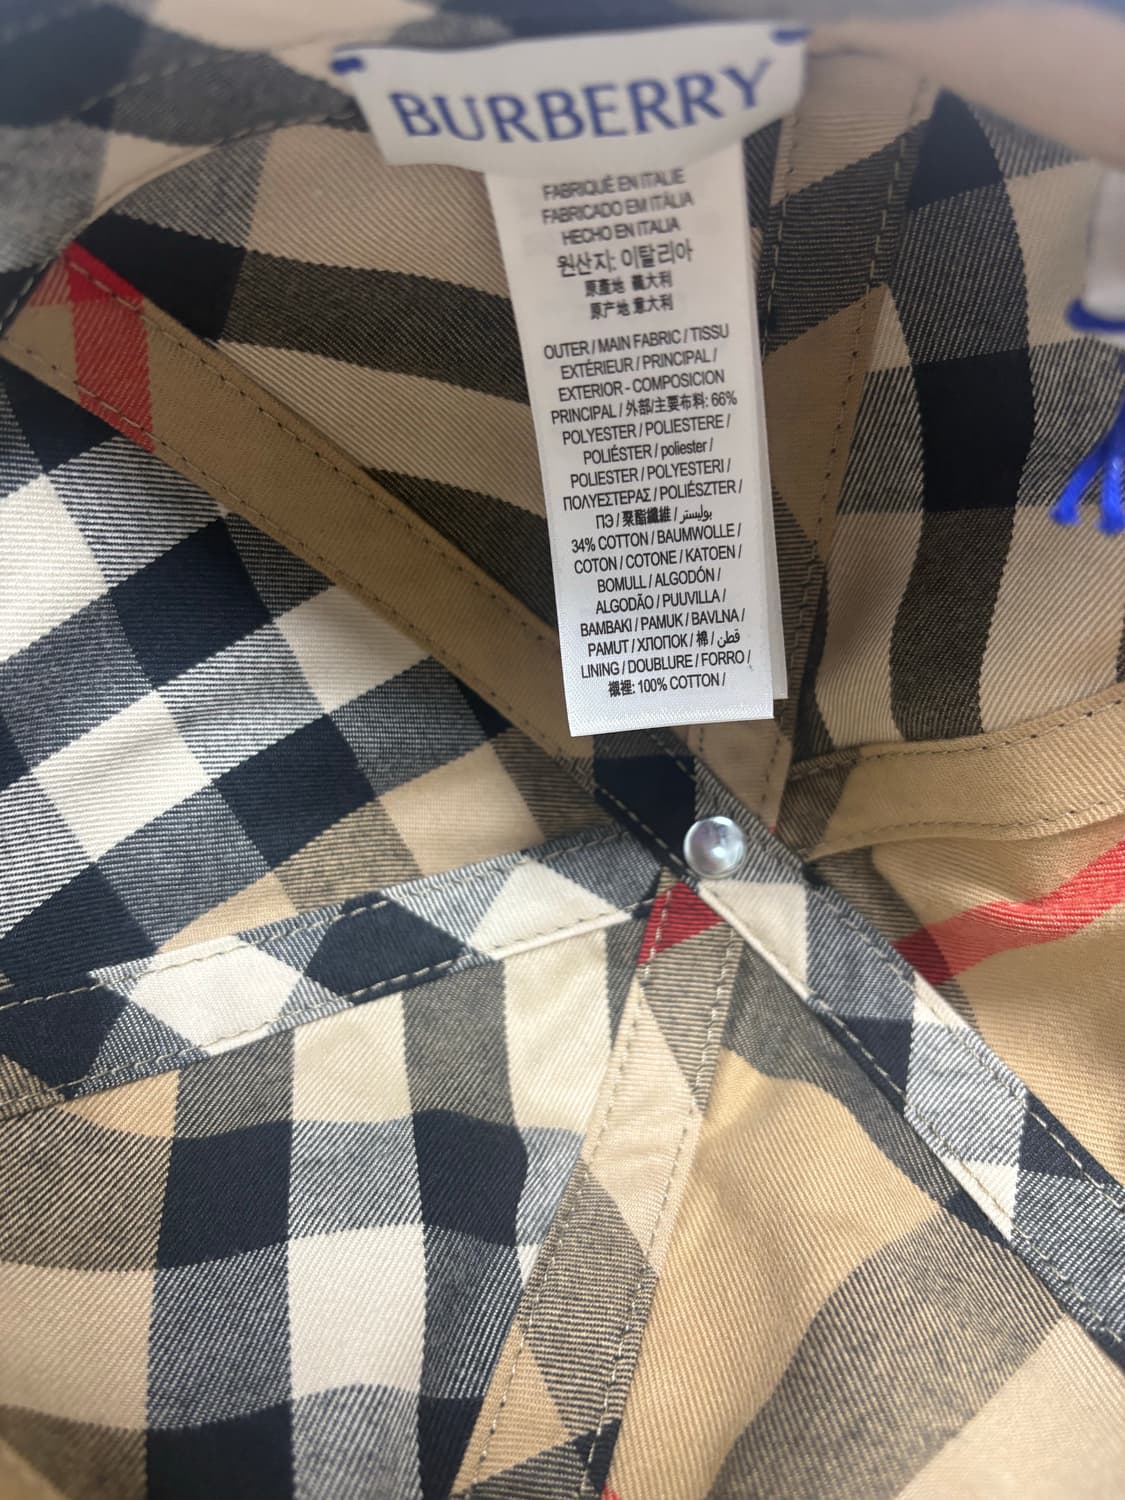 BURBERRY
FABRIQUÉ EN ITALIE
FABRICADO EM ITÁLIA
HECHO EN ITALIA
원산지: 이탈리아
原產地 義大利
原产地 意大利
OUTER / MAIN FABRIC / TISSU
EXTÉRIEUR / PRINCIPAL /
EXTERIOR - COMPOSICION
PRINCIPAL / 外部/主要布料: 66%
POLYESTER / POLIESTERE /
POLIÉSTER / poliester /
POLIESTER / POLYESTERI /
ΠΟΛΥΕΣΤΕΡΑΣ / POLIÉSZTER /
ПЭ / 聚酯纖維 / بوليستر
34% COTTON / BAUMWOLLE /
COTON / COTONE / KATOEN /
BOMULL / ALGODÓN /
ALGODÃO / PUUVILLA /
BAMBAKI / PAMUK / BAVLNA /
PAMUT / ХЛОПОК / 棉 / قطن /
LINING / DOUBLURE / FORRO /
襯裡: 100% COTTON /